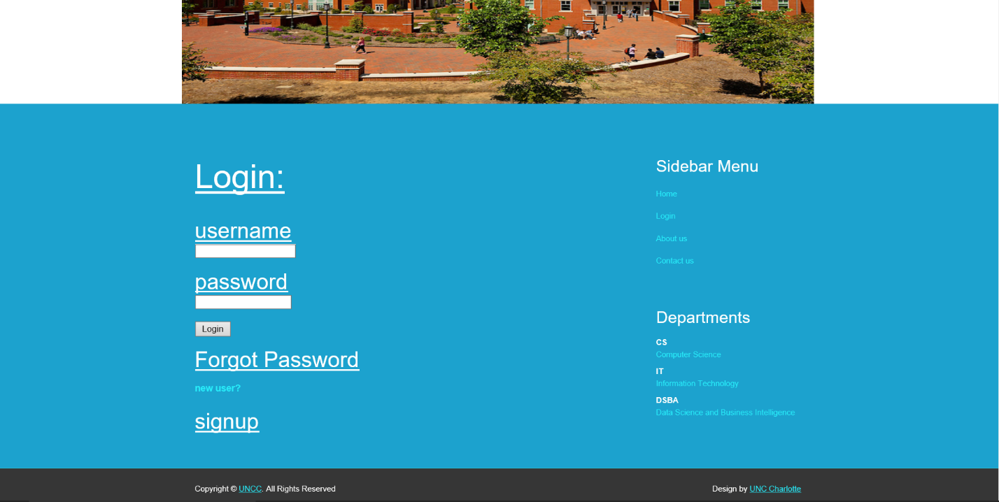 Login:
username
password
Login
Forgot Password
new user?
signup
Sidebar Menu
Home
Login
About us
Contact us
Departments
CS
Computer Science
IT
Information Technology
DSBA
Data Science and Business Intelligence
Copyright © UNCC. All Rights Reserved
Design by UNC Charlotte